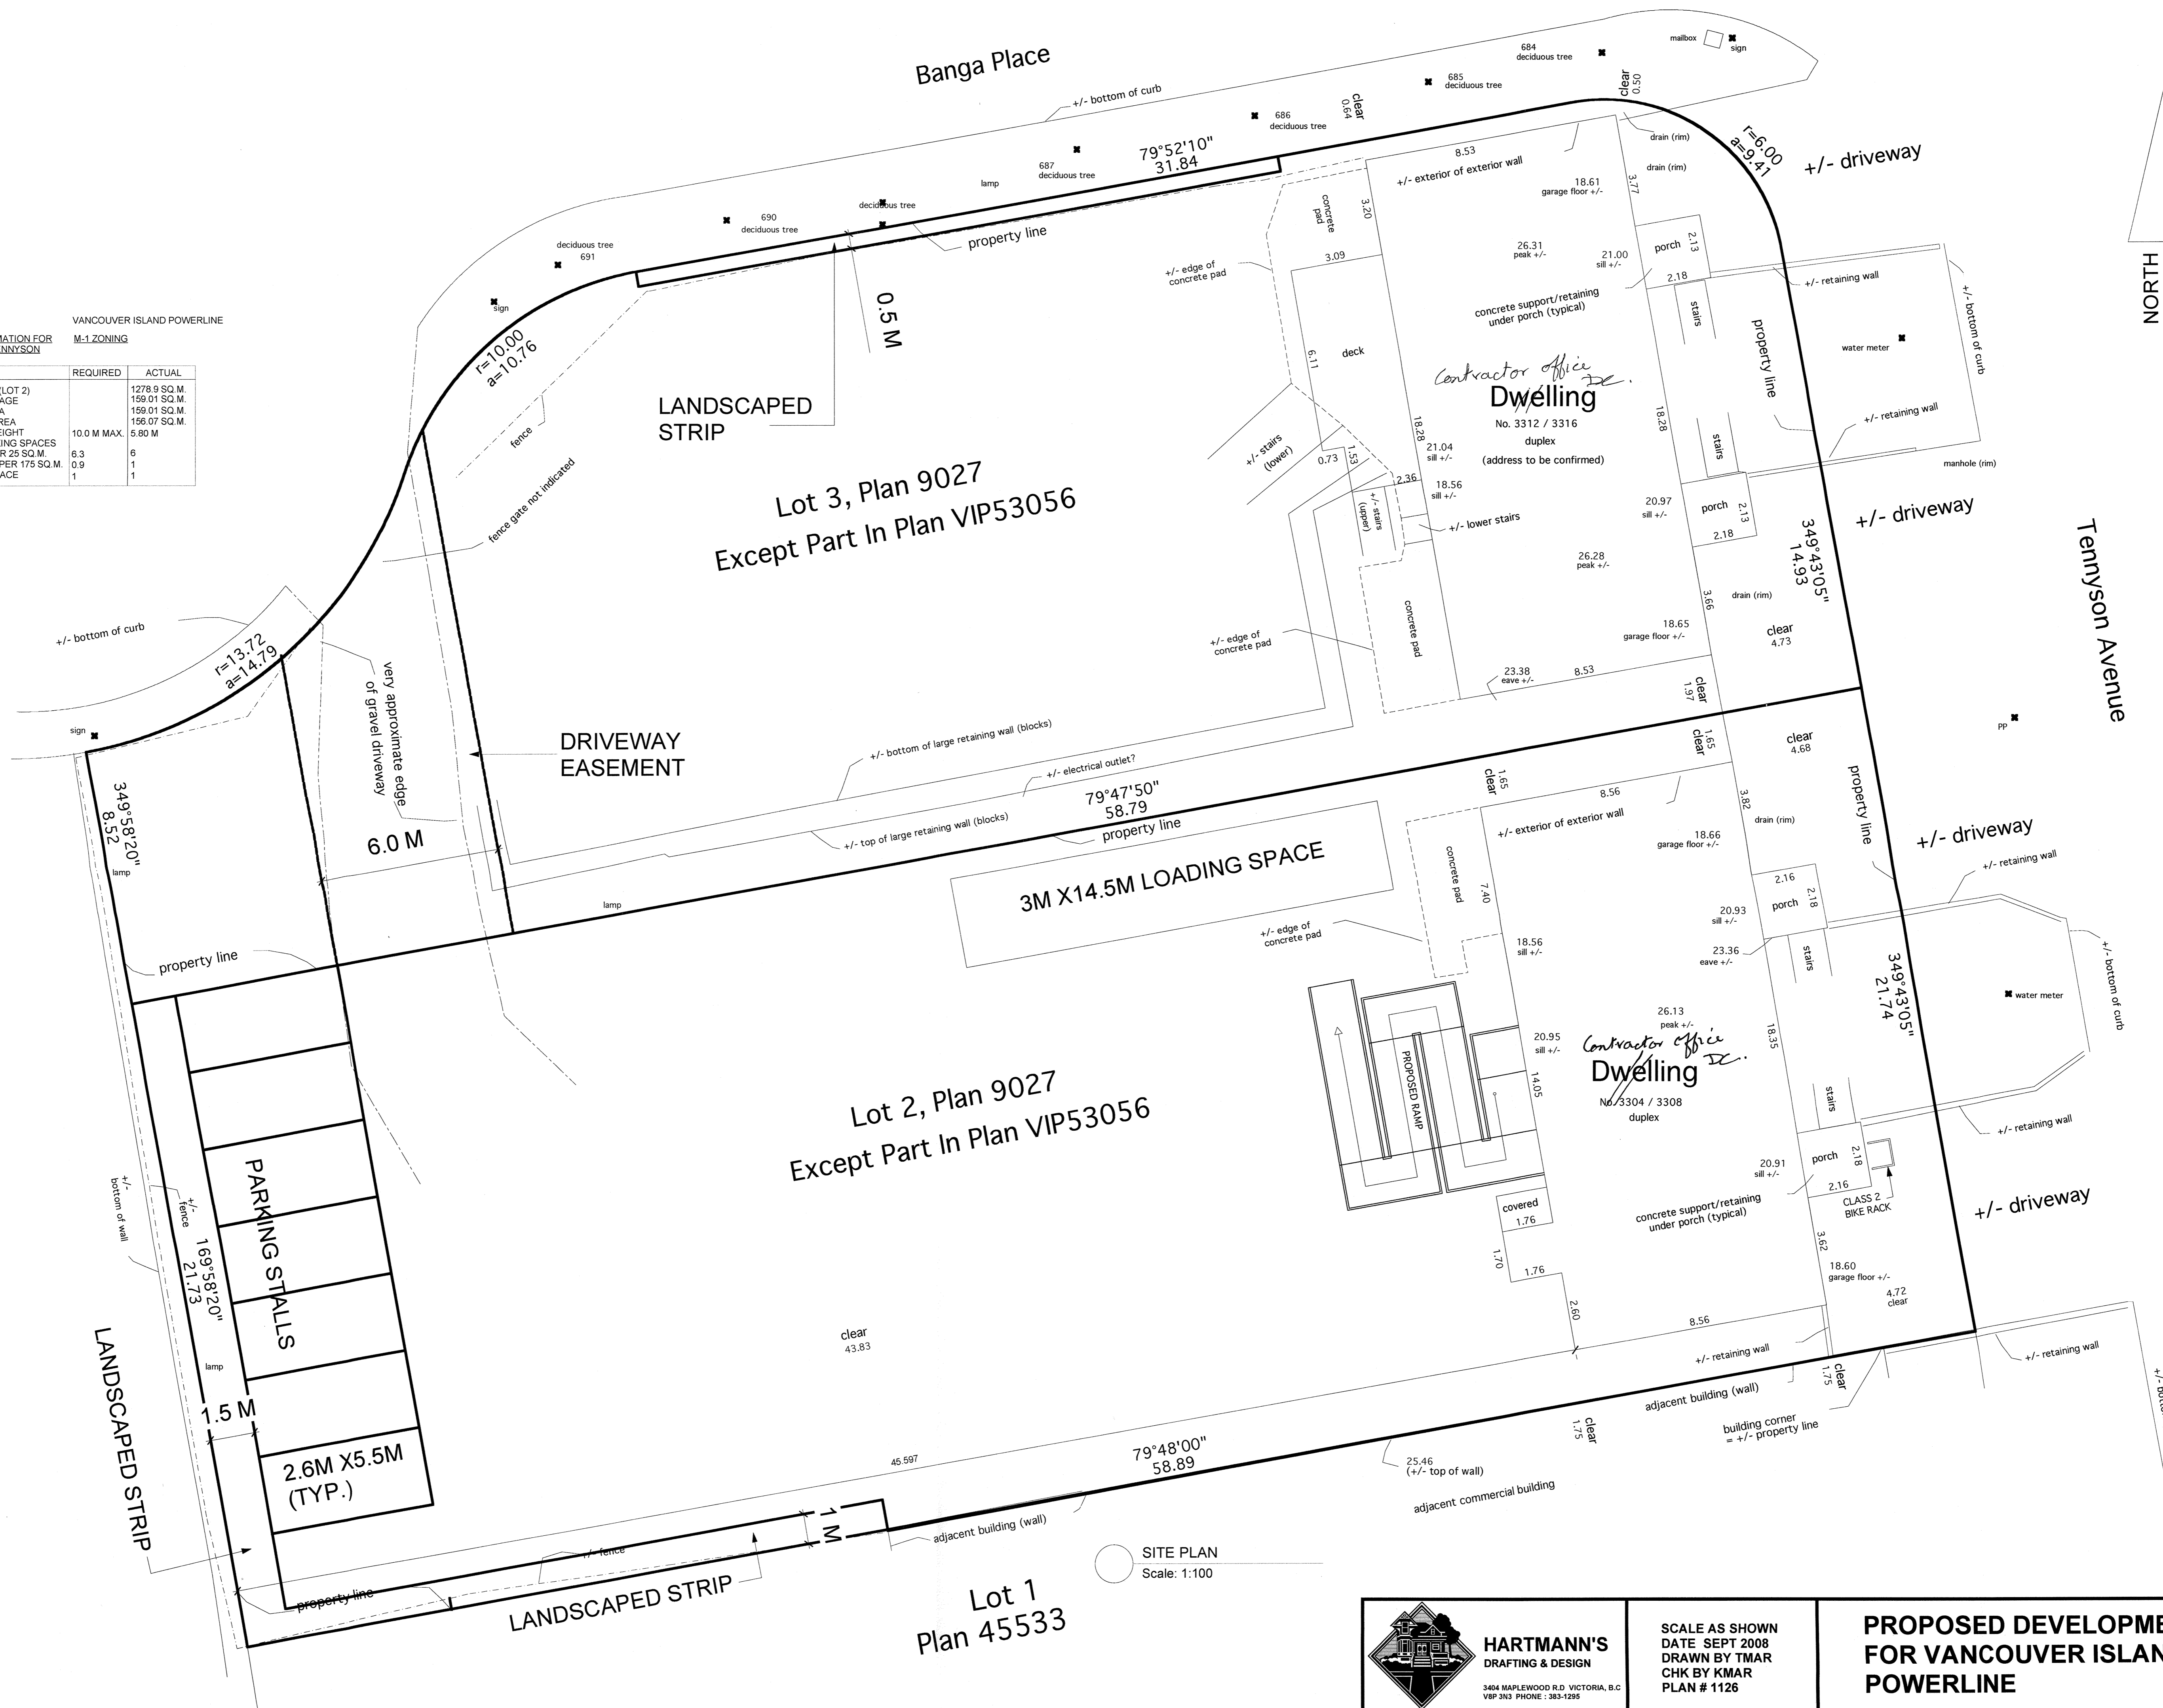 Banga Place
+/- bottom of curb
684
deciduous tree
mailbox
sign
685
deciduous tree
clear
0.50
686
deciduous tree
clear
0.64
687
deciduous tree
79°52'10"
31.84
lamp
deciduous tree
690
deciduous tree
deciduous tree
691
sign
property line
r=6.00
a=9.41
+/- driveway
drain (rim)
drain (rim)
8.53
+/- exterior of exterior wall
18.61
garage floor +/-
3.77
concrete
pad
3.20
3.09
+/- edge of
concrete pad
26.31
peak +/-
21.00
sill +/-
porch
2.13
2.18
+/- retaining wall
stairs
concrete support/retaining
under porch (typical)
property line
water meter
+/- bottom of curb
NORTH
0.5 M
r=10.00
a=10.76
VANCOUVER ISLAND POWERLINE
MATION FOR
M-1 ZONING
ENNYSON
REQUIRED
ACTUAL
(LOT 2)
1278.9 SQ.M.
AGE
159.01 SQ.M.
A
159.01 SQ.M.
REA
156.07 SQ.M.
EIGHT
10.0 M MAX.
5.80 M
KING SPACES
R 25 SQ.M.
6.3
6
PER 175 SQ.M.
0.9
1
ACE
1
1
LANDSCAPED
STRIP
fence
fence gate not indicated
Lot 3, Plan 9027
Except Part In Plan VIP53056
6.11
deck
Contractor office
DC.
Dwelling
No. 3312 / 3316
duplex
(address to be confirmed)
18.28
18.28
21.04
sill +/-
+/- stairs
(lower)
0.73
1.53
2.36
18.56
sill +/-
+/- stairs
(upper)
+/- lower stairs
stairs
+/- retaining wall
manhole (rim)
20.97
sill +/-
porch
2.13
2.18
+/- driveway
349°43'05"
14.93
Tennyson Avenue
26.28
peak +/-
3.66
drain (rim)
18.65
garage floor +/-
clear
4.73
concrete pad
+/- edge of
concrete pad
23.38
eave +/-
8.53
clear
1.97
+/- bottom of curb
r=13.72
a=14.79
very approximate edge
of gravel driveway
sign
DRIVEWAY
EASEMENT
+/- bottom of large retaining wall (blocks)
+/- electrical outlet?
79°47'50"
58.79
+/- top of large retaining wall (blocks)
property line
349°58'20"
8.52
lamp
6.0 M
lamp
property line
3M X14.5M LOADING SPACE
clear
1.65
1.65
clear
clear
4.68
PP
8.56
+/- exterior of exterior wall
3.82
drain (rim)
property line
+/- driveway
+/- retaining wall
18.66
garage floor +/-
concrete pad
7.40
2.16
porch
2.18
20.93
sill +/-
+/- edge of
concrete pad
18.56
sill +/-
23.36
eave +/-
stairs
+/- bottom of curb
349°43'05"
21.74
water meter
26.13
peak +/-
20.95
sill +/-
Contractor office
DC.
Dwelling
No. 3304 / 3308
duplex
18.35
14.05
PROPOSED RAMP
Lot 2, Plan 9027
Except Part In Plan VIP53056
stairs
+/- retaining wall
porch
2.18
2.16
20.91
sill +/-
CLASS 2
BIKE RACK
+/- driveway
covered
1.76
concrete support/retaining
under porch (typical)
1.70
1.76
3.62
18.60
garage floor +/-
4.72
clear
2.60
8.56
PARKING STALLS
+/-
bottom of wall
+/-
fence
169°58'20"
21.73
LANDSCAPED STRIP
lamp
1.5 M
2.6M X5.5M
(TYP.)
clear
43.83
45.597
79°48'00"
58.89
+/- retaining wall
adjacent building (wall)
clear
1.75
+/- retaining wall
building corner
= +/- property line
clear
1.75
25.46
(+/- top of wall)
adjacent commercial building
1 M
adjacent building (wall)
+/- fence
property line
LANDSCAPED STRIP
SITE PLAN
Scale: 1:100
Lot 1
Plan 45533
HARTMANN'S
DRAFTING & DESIGN
3404 MAPLEWOOD R.D VICTORIA, B.C
V8P 3N3 PHONE : 383-1295
SCALE AS SHOWN
DATE SEPT 2008
DRAWN BY TMAR
CHK BY KMAR
PLAN # 1126
PROPOSED DEVELOPME
FOR VANCOUVER ISLAN
POWERLINE